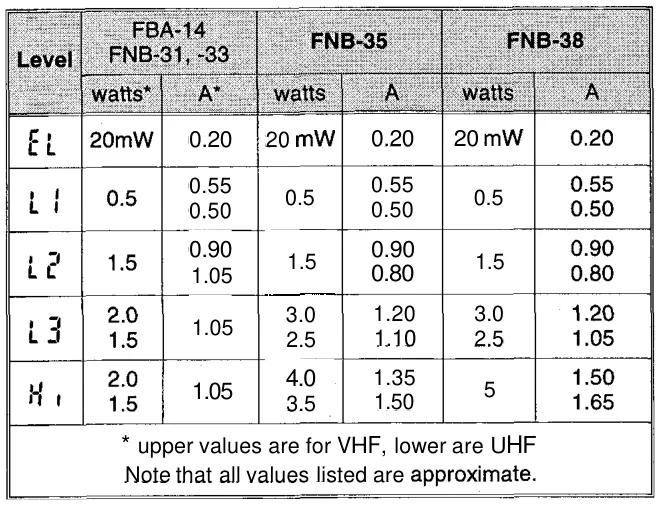 Level FBA-14 FNB-31, -33 FNB-35 FNB-38
watts* A* watts A watts A
EL 20mW 0.20 20 mW 0.20 20 mW 0.20
L1 0.5 0.55 0.50 0.5 0.55 0.50 0.5 0.55 0.50
L2 1.5 0.90 1.05 1.5 0.90 0.80 1.5 0.90 0.80
L3 2.0 1.5 1.05 3.0 2.5 1.20 1.10 3.0 2.5 1.20 1.05
Hi 2.0 1.5 1.05 4.0 3.5 1.35 1.50 5 1.50 1.65
* upper values are for VHF, lower are UHF
Note that all values listed are approximate.